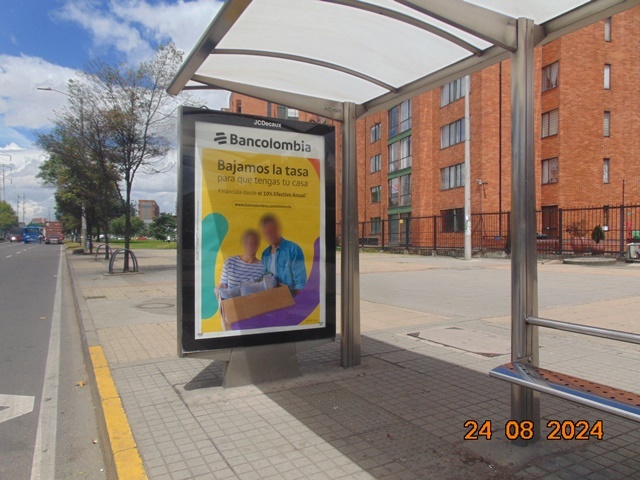 JCDecaux
Bancolombia
Bajamos la tasa
para que tengas tu casa
24 08 2024